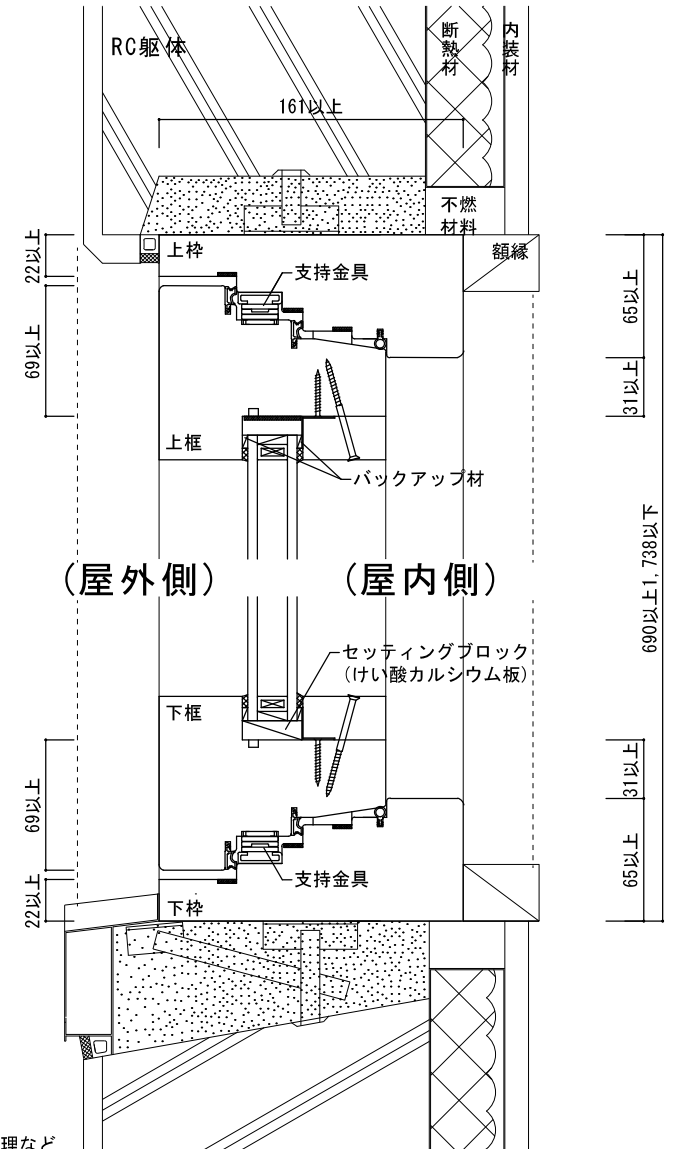 RC躯体
断熱材
内装材
161以上
不燃
材料
上枠
額縁
22以上
支持金具
65以上
69以上
31以上
上框
バックアップ材
690以上1,738以下
(屋外側)
(屋内側)
セッティングブロック
(けい酸カルシウム板)
下框
31以上
69以上
65以上
支持金具
22以上
下枠
理など